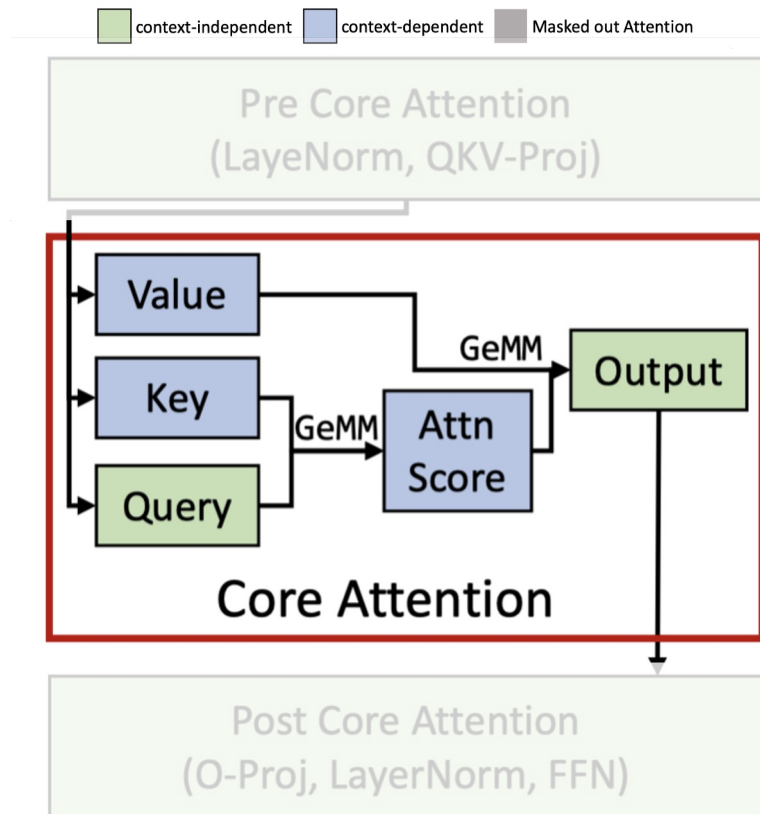 context-independent context-dependent Masked out Attention
Pre Core Attention
(LayeNorm, QKV-Proj)
Value
GeMM
Output
Key
GeMM
Attn
Score
Query
Core Attention
Post Core Attention
(O-Proj, LayerNorm, FFN)